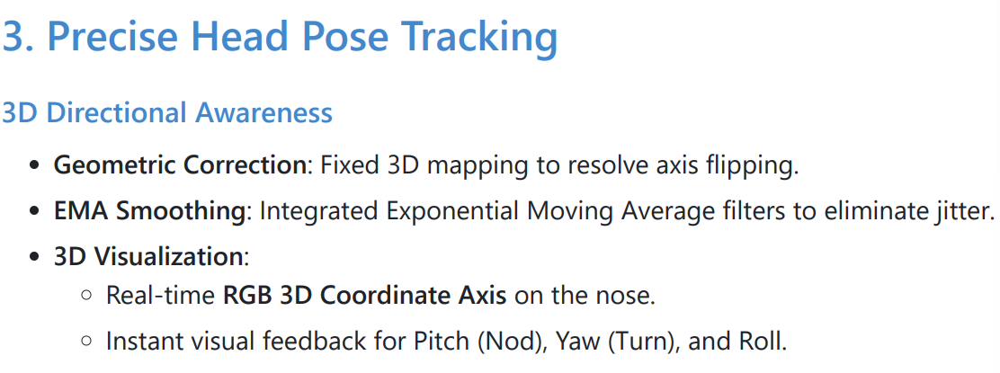 3. Precise Head Pose Tracking
3D Directional Awareness
• Geometric Correction: Fixed 3D mapping to resolve axis flipping.
• EMA Smoothing: Integrated Exponential Moving Average filters to eliminate jitter.
• 3D Visualization:
○ Real-time RGB 3D Coordinate Axis on the nose.
○ Instant visual feedback for Pitch (Nod), Yaw (Turn), and Roll.